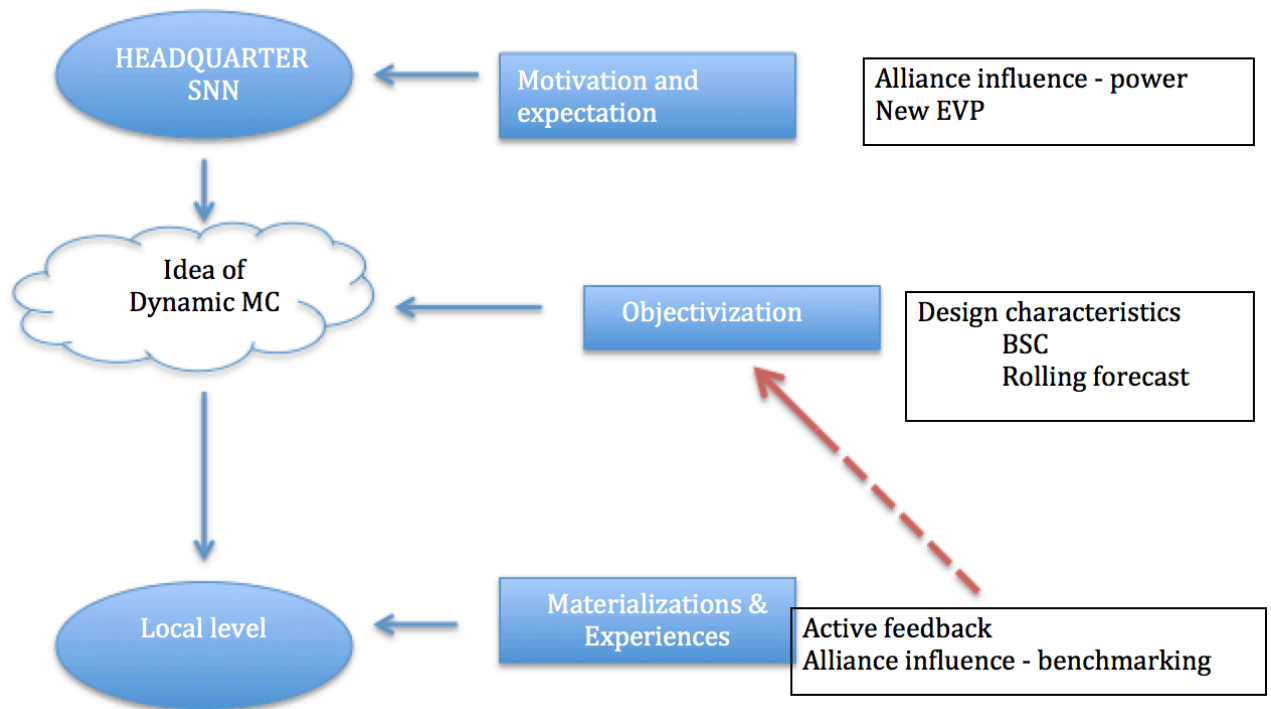 HEADQUARTER
SNN
Motivation and
expectation
Alliance influence - power
New EVP
Idea of
Dynamic MC
Objectivization
Design characteristics
BSC
Rolling forecast
Local level
Materializations &
Experiences
Active feedback
Alliance influence - benchmarking